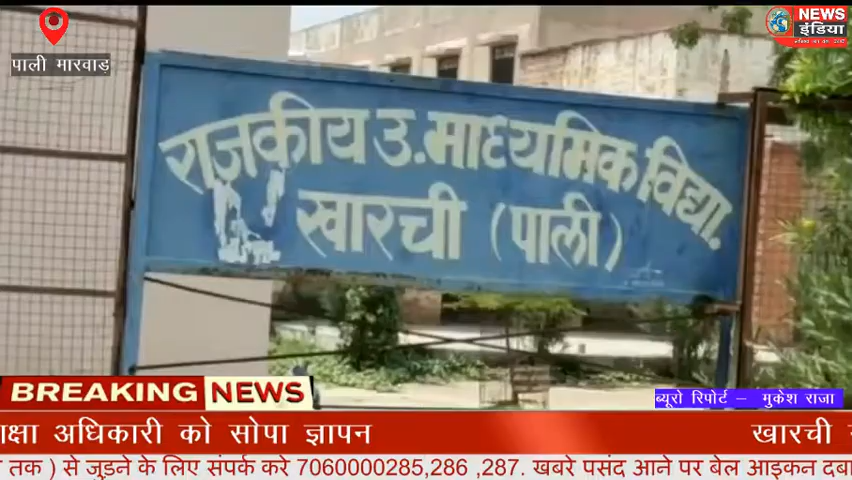 NEWS
इंडिया
पाली मारवाड़
राजकीय उ.माध्यमिक विद्या.
खारची (पाली)
BREAKING NEWS
ब्यूरो रिपोर्ट – मुकेश राजा
अधिकारी को सोपा ज्ञापन खारची
तक ) से जुड़ने के लिए संपर्क करे 7060000285,286 ,287. खबरे पसंद आने पर बेल आइकन